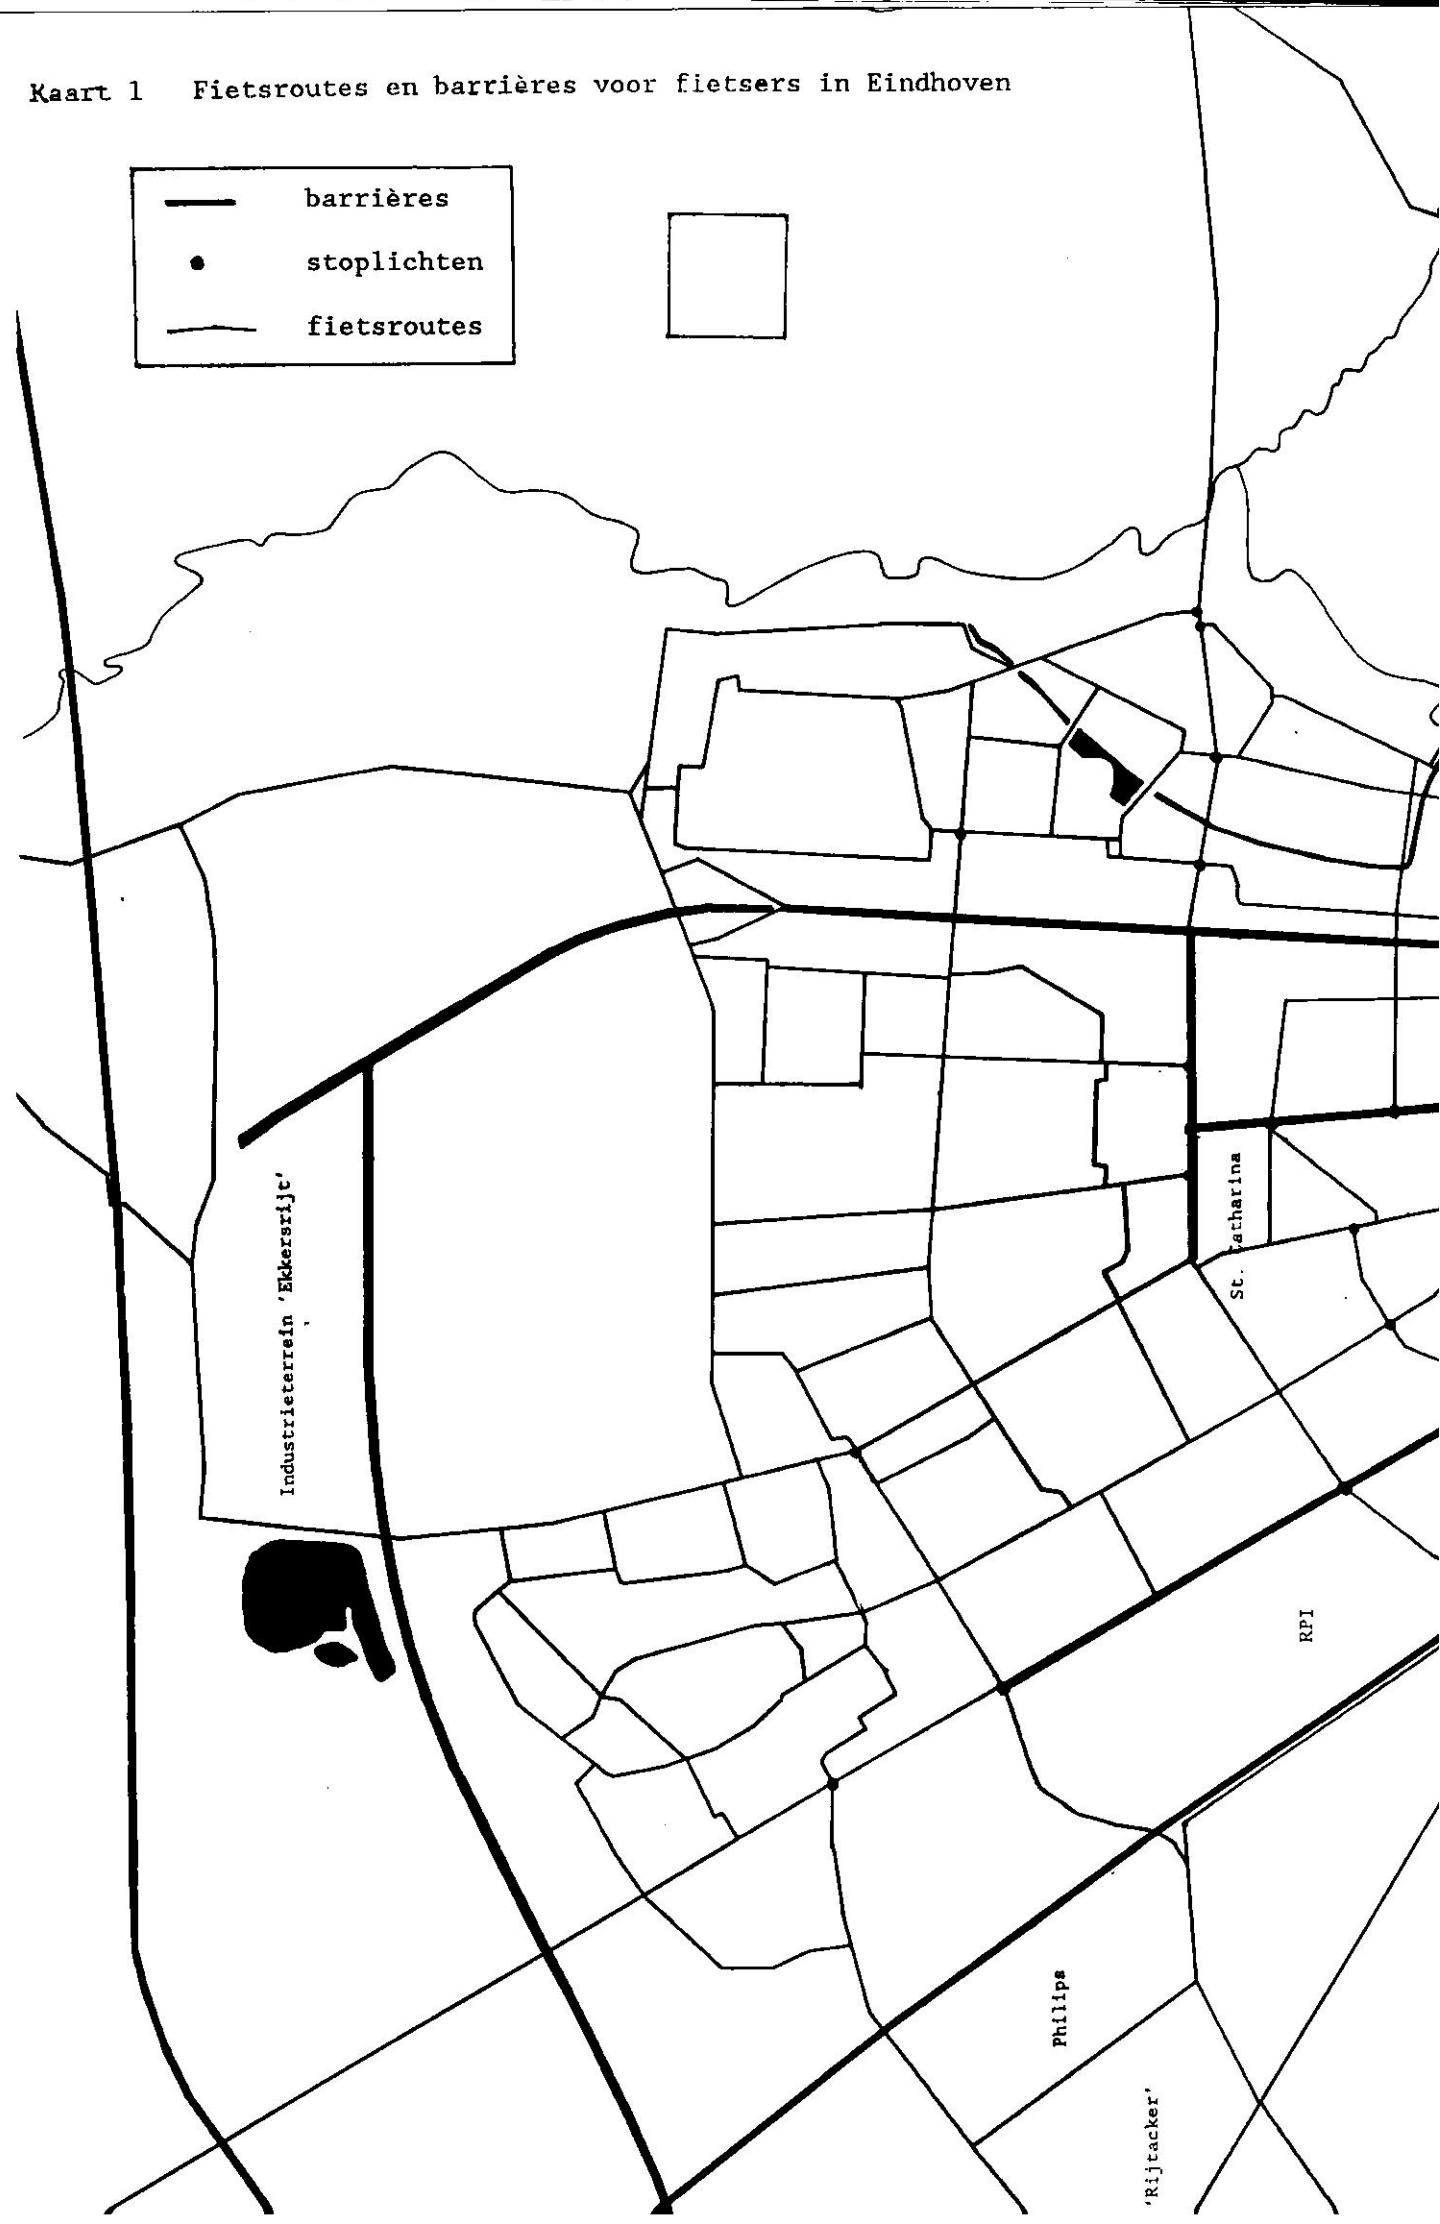 Kaart 1 Fietsroutes en barrières voor fietsers in Eindhoven
barrières
stoplichten
fietsroutes
Industrieterrein 'Ekkersrijt'
St. Catharina
RPI
Philips
'Rijtacker'